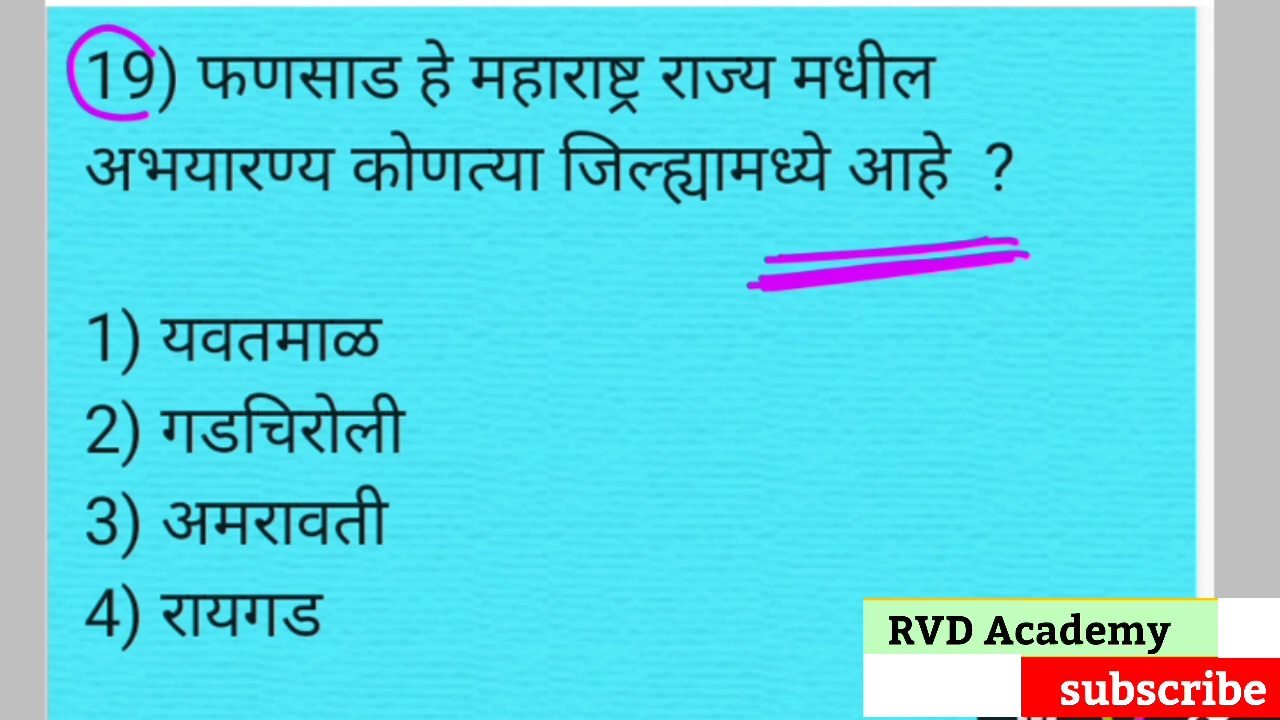 19) फणसाड हे महाराष्ट्र राज्य मधील
अभयारण्य कोणत्या जिल्ह्यामध्ये आहे ?
1) यवतमाळ
2) गडचिरोली
3) अमरावती
4) रायगड
RVD Academy
subscribe